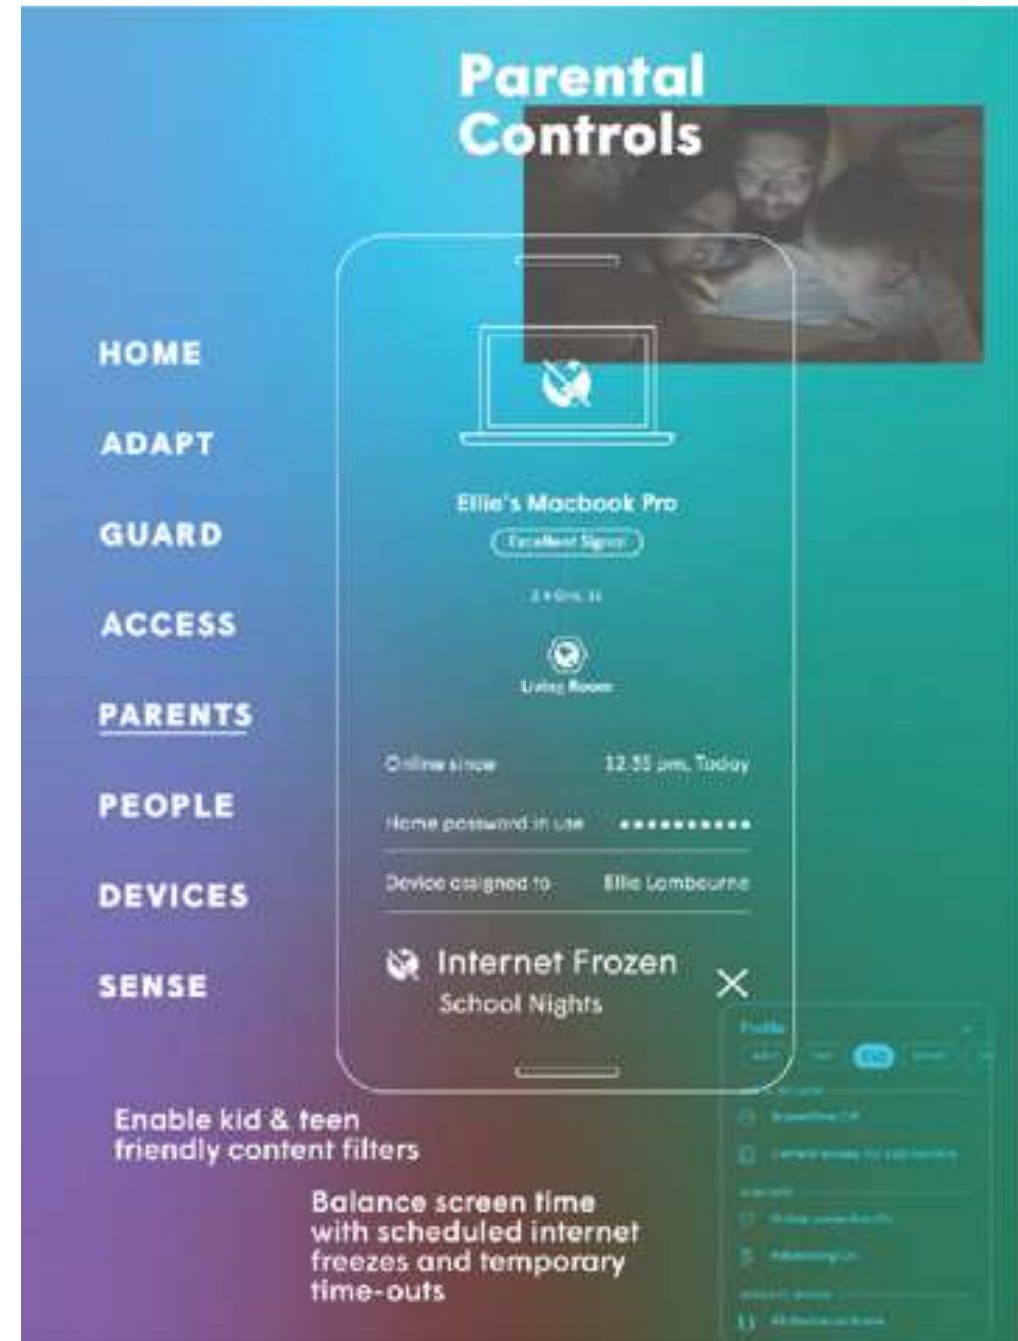 Parental
Controls
HOME
ADAPT
GUARD
ACCESS
PARENTS
PEOPLE
DEVICES
SENSE
Ellie's Macbook Pro
Excellent Signal
Living Room
Online since 12:35 pm, Today
Home password in use ••••••••••
Device assigned to Ellie Lambourne
Internet Frozen
School Nights
Enable kid & teen
friendly content filters
Balance screen time
with scheduled internet
freezes and temporary
time-outs
Profile